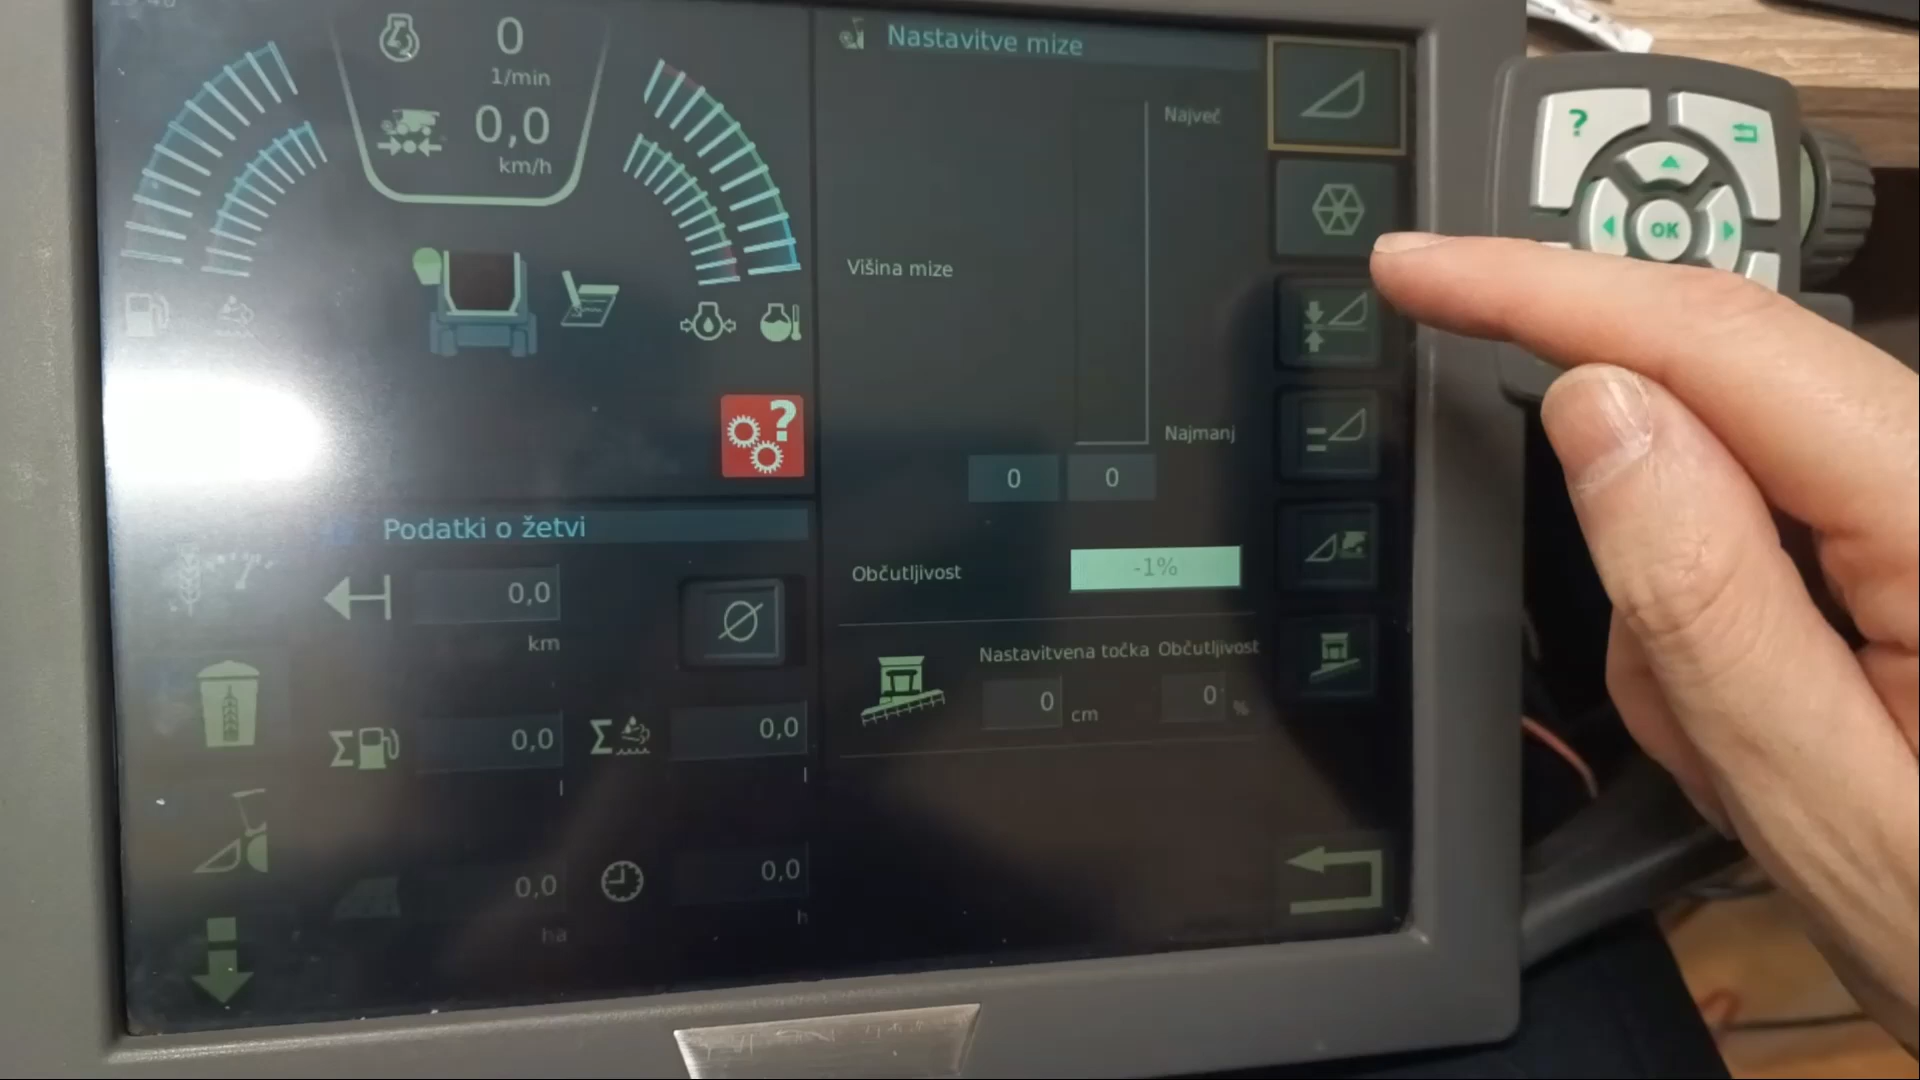 0
1/min
0,0
km/h
?
Podatki o žetvi
0,0
km
Σ
0,0
l
Σ
0,0
l
0,0
ha
0,0
h
Nastavitve mize
Največ
Višina mize
Najmanj
0
0
Občutljivost
-1%
Nastavitvena točka
Občutljivost
0
cm
0
%
?
OK